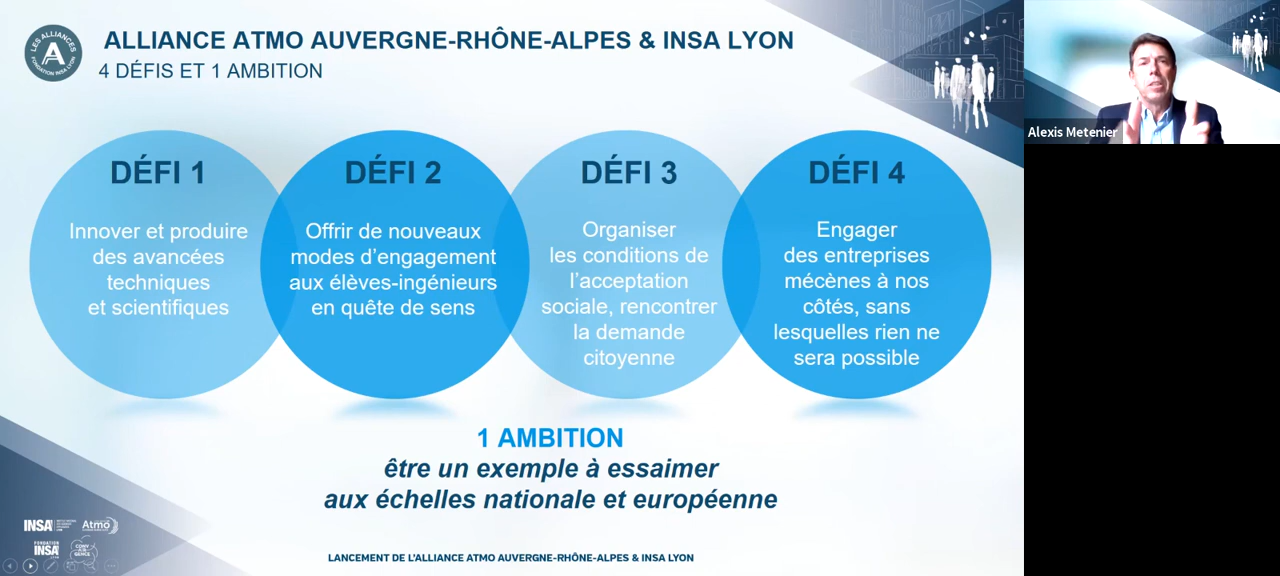 LES ALLIANCES
FONDATION INSA LYON
ALLIANCE ATMO AUVERGNE-RHÔNE-ALPES & INSA LYON
4 DÉFIS ET 1 AMBITION
Alexis Metenier
DÉFI 1
Innover et produire
des avancées
techniques
et scientifiques
DÉFI 2
Offrir de nouveaux
modes d’engagement
aux élèves-ingénieurs
en quête de sens
DÉFI 3
Organiser
les conditions de
l’acceptation
sociale, rencontrer
la demande
citoyenne
DÉFI 4
Engager
des entreprises
mécènes à nos
côtés, sans
lesquelles rien ne
sera possible
1 AMBITION
être un exemple à essaimer
aux échelles nationale et européenne
INSA
Atmo
FONDATION
INSA
LANCEMENT DE L'ALLIANCE ATMO AUVERGNE-RHÔNE-ALPES & INSA LYON